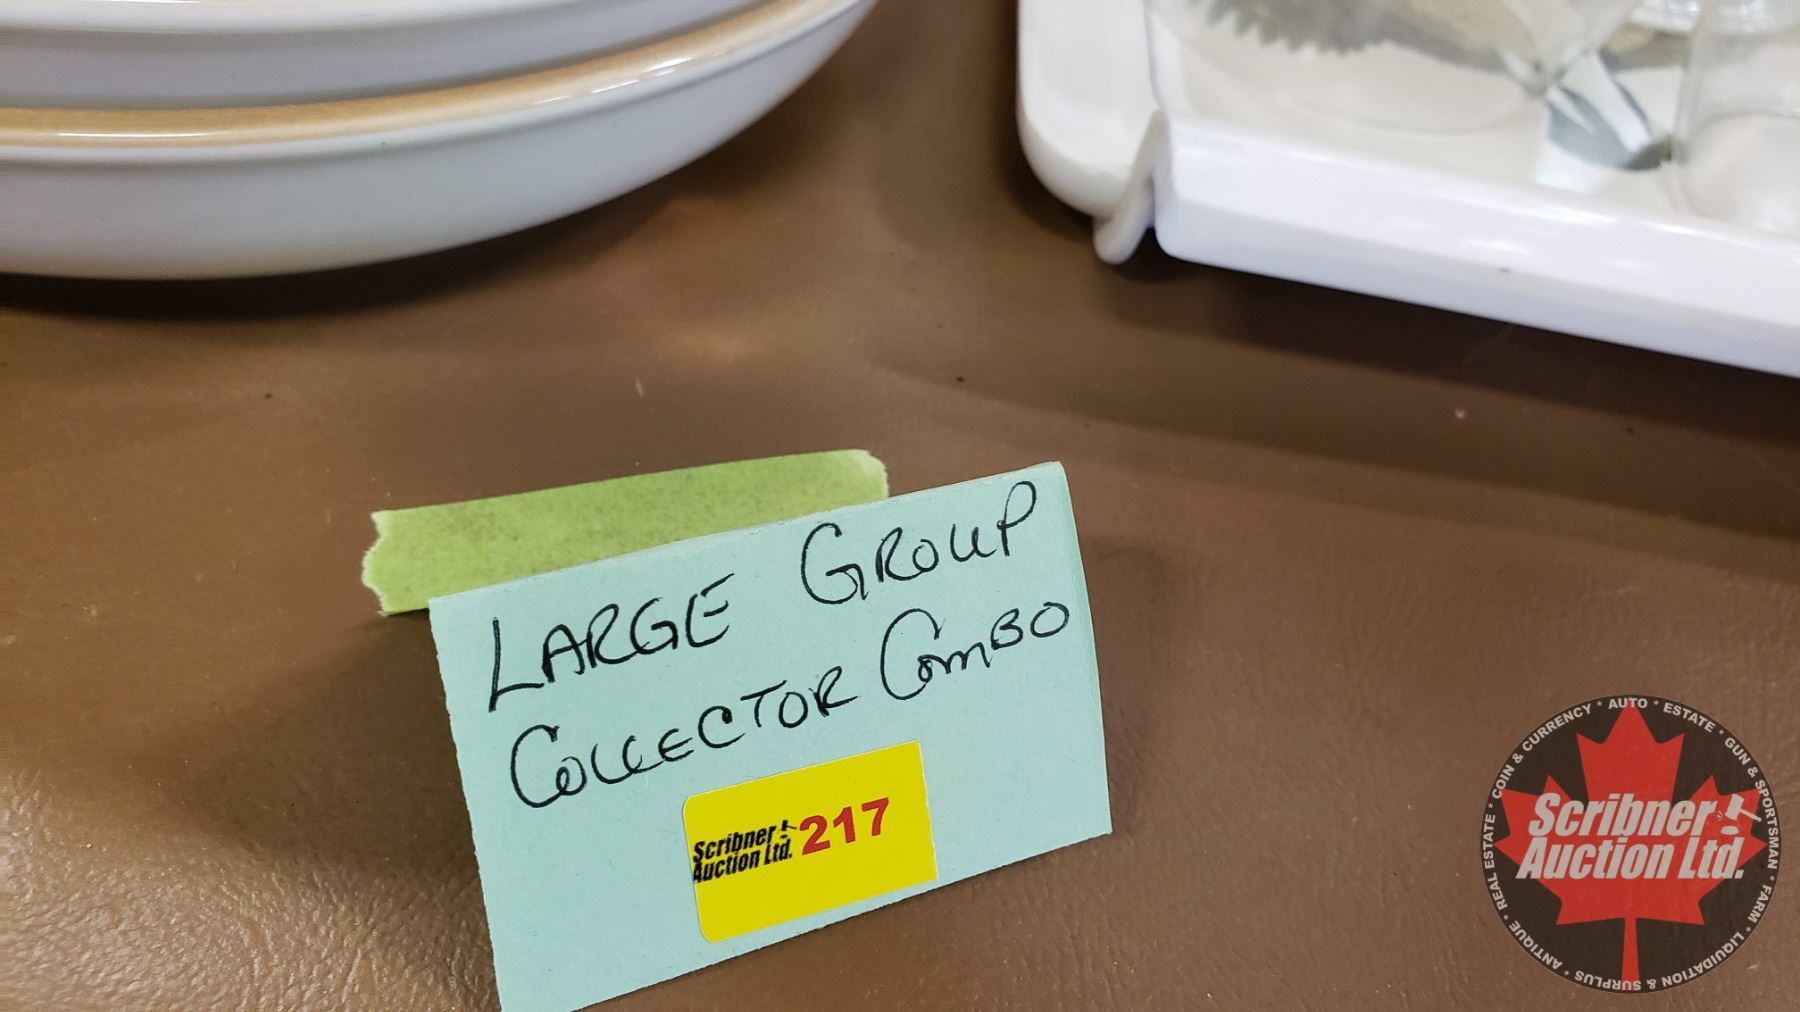 LARGE GROUP
COLLECTOR COMBO
Scribner
Auction Ltd.
217
REAL ESTATE * COIN & CURRENCY * AUTO * ESTATE * GUN & SPORTSMAN * FARM * LIQUIDATION & SURPLUS * ANTIQUE *
Scribner
Auction Ltd.